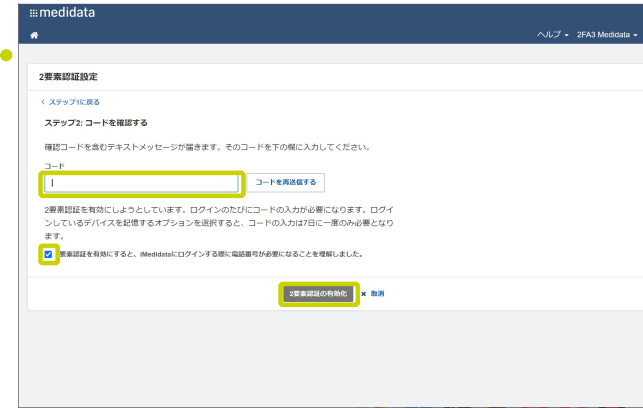 medidata
ヘルプ
2FA3 Medidata
2要素認証設定
ステップ1に戻る
ステップ2: コードを確認する
確認コードを含むテキストメッセージが届きます。そのコードを下の欄に入力してください。
コード
コードを再送信する
2要素認証を有効にしようとしています。ログインのたびにコードの入力が必要になります。ログイ
ンしているデバイスを記憶するオプションを選択すると、コードの入力は7日に一度のみ必要となり
ます。
要素認証を有効にすると、iMedidataにログインする際に電話番号が必要になることを理解しました。
2要素認証の有効化
× 取消